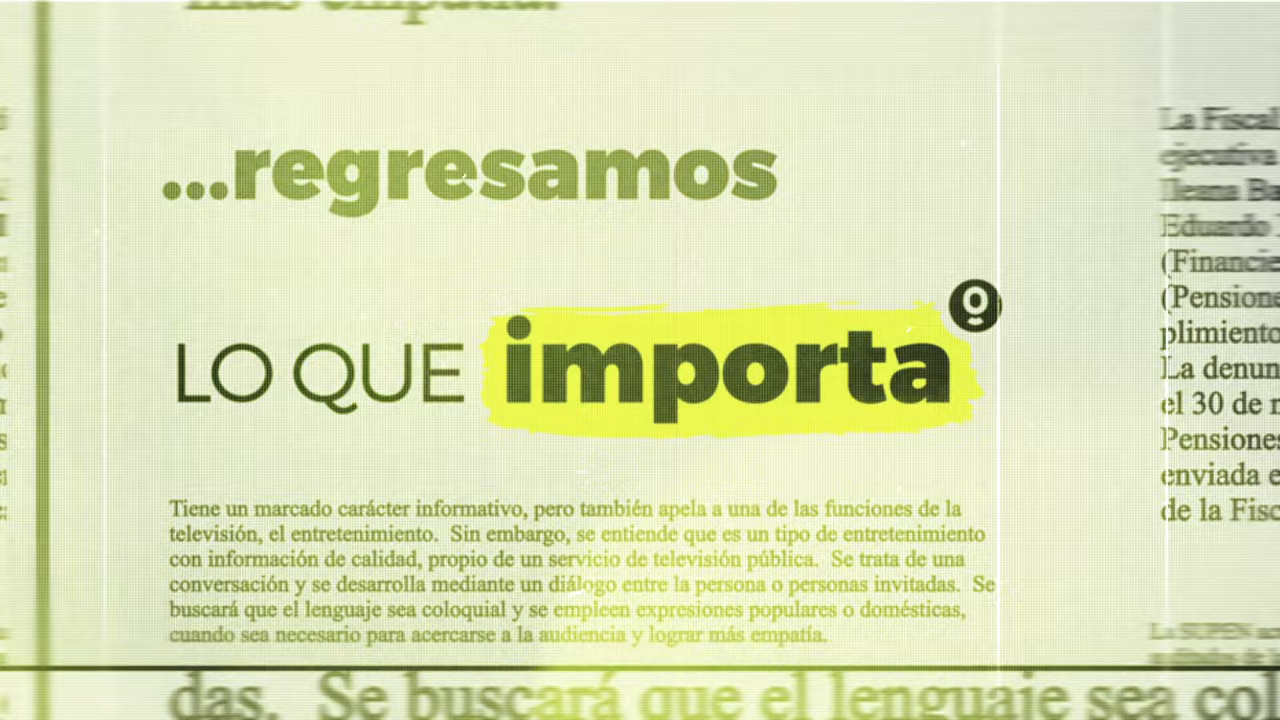 más empatía.
...regresamos
LO QUE importa
Tiene un marcado carácter informativo, pero también apela a una de las funciones de la
televisión, el entretenimiento.  Sin embargo, se entiende que es un tipo de entretenimiento
con información de calidad, propio de un servicio de televisión pública.  Se trata de una
conversación y se desarrolla mediante un diálogo entre la persona o personas invitadas.  Se
buscará que el lenguaje sea coloquial y se empleen expresiones populares o domésticas,
cuando sea necesario para acercarse a la audiencia y lograr más empatía.
das.  Se buscará que el lenguaje sea col
La Fiscal
ejecutiva
Ileana Ba
Eduardo
(Financie
(Pensione
plimiento
La denun
el 30 de
Pensiones
enviada e
de la Fisc
La SUPEN